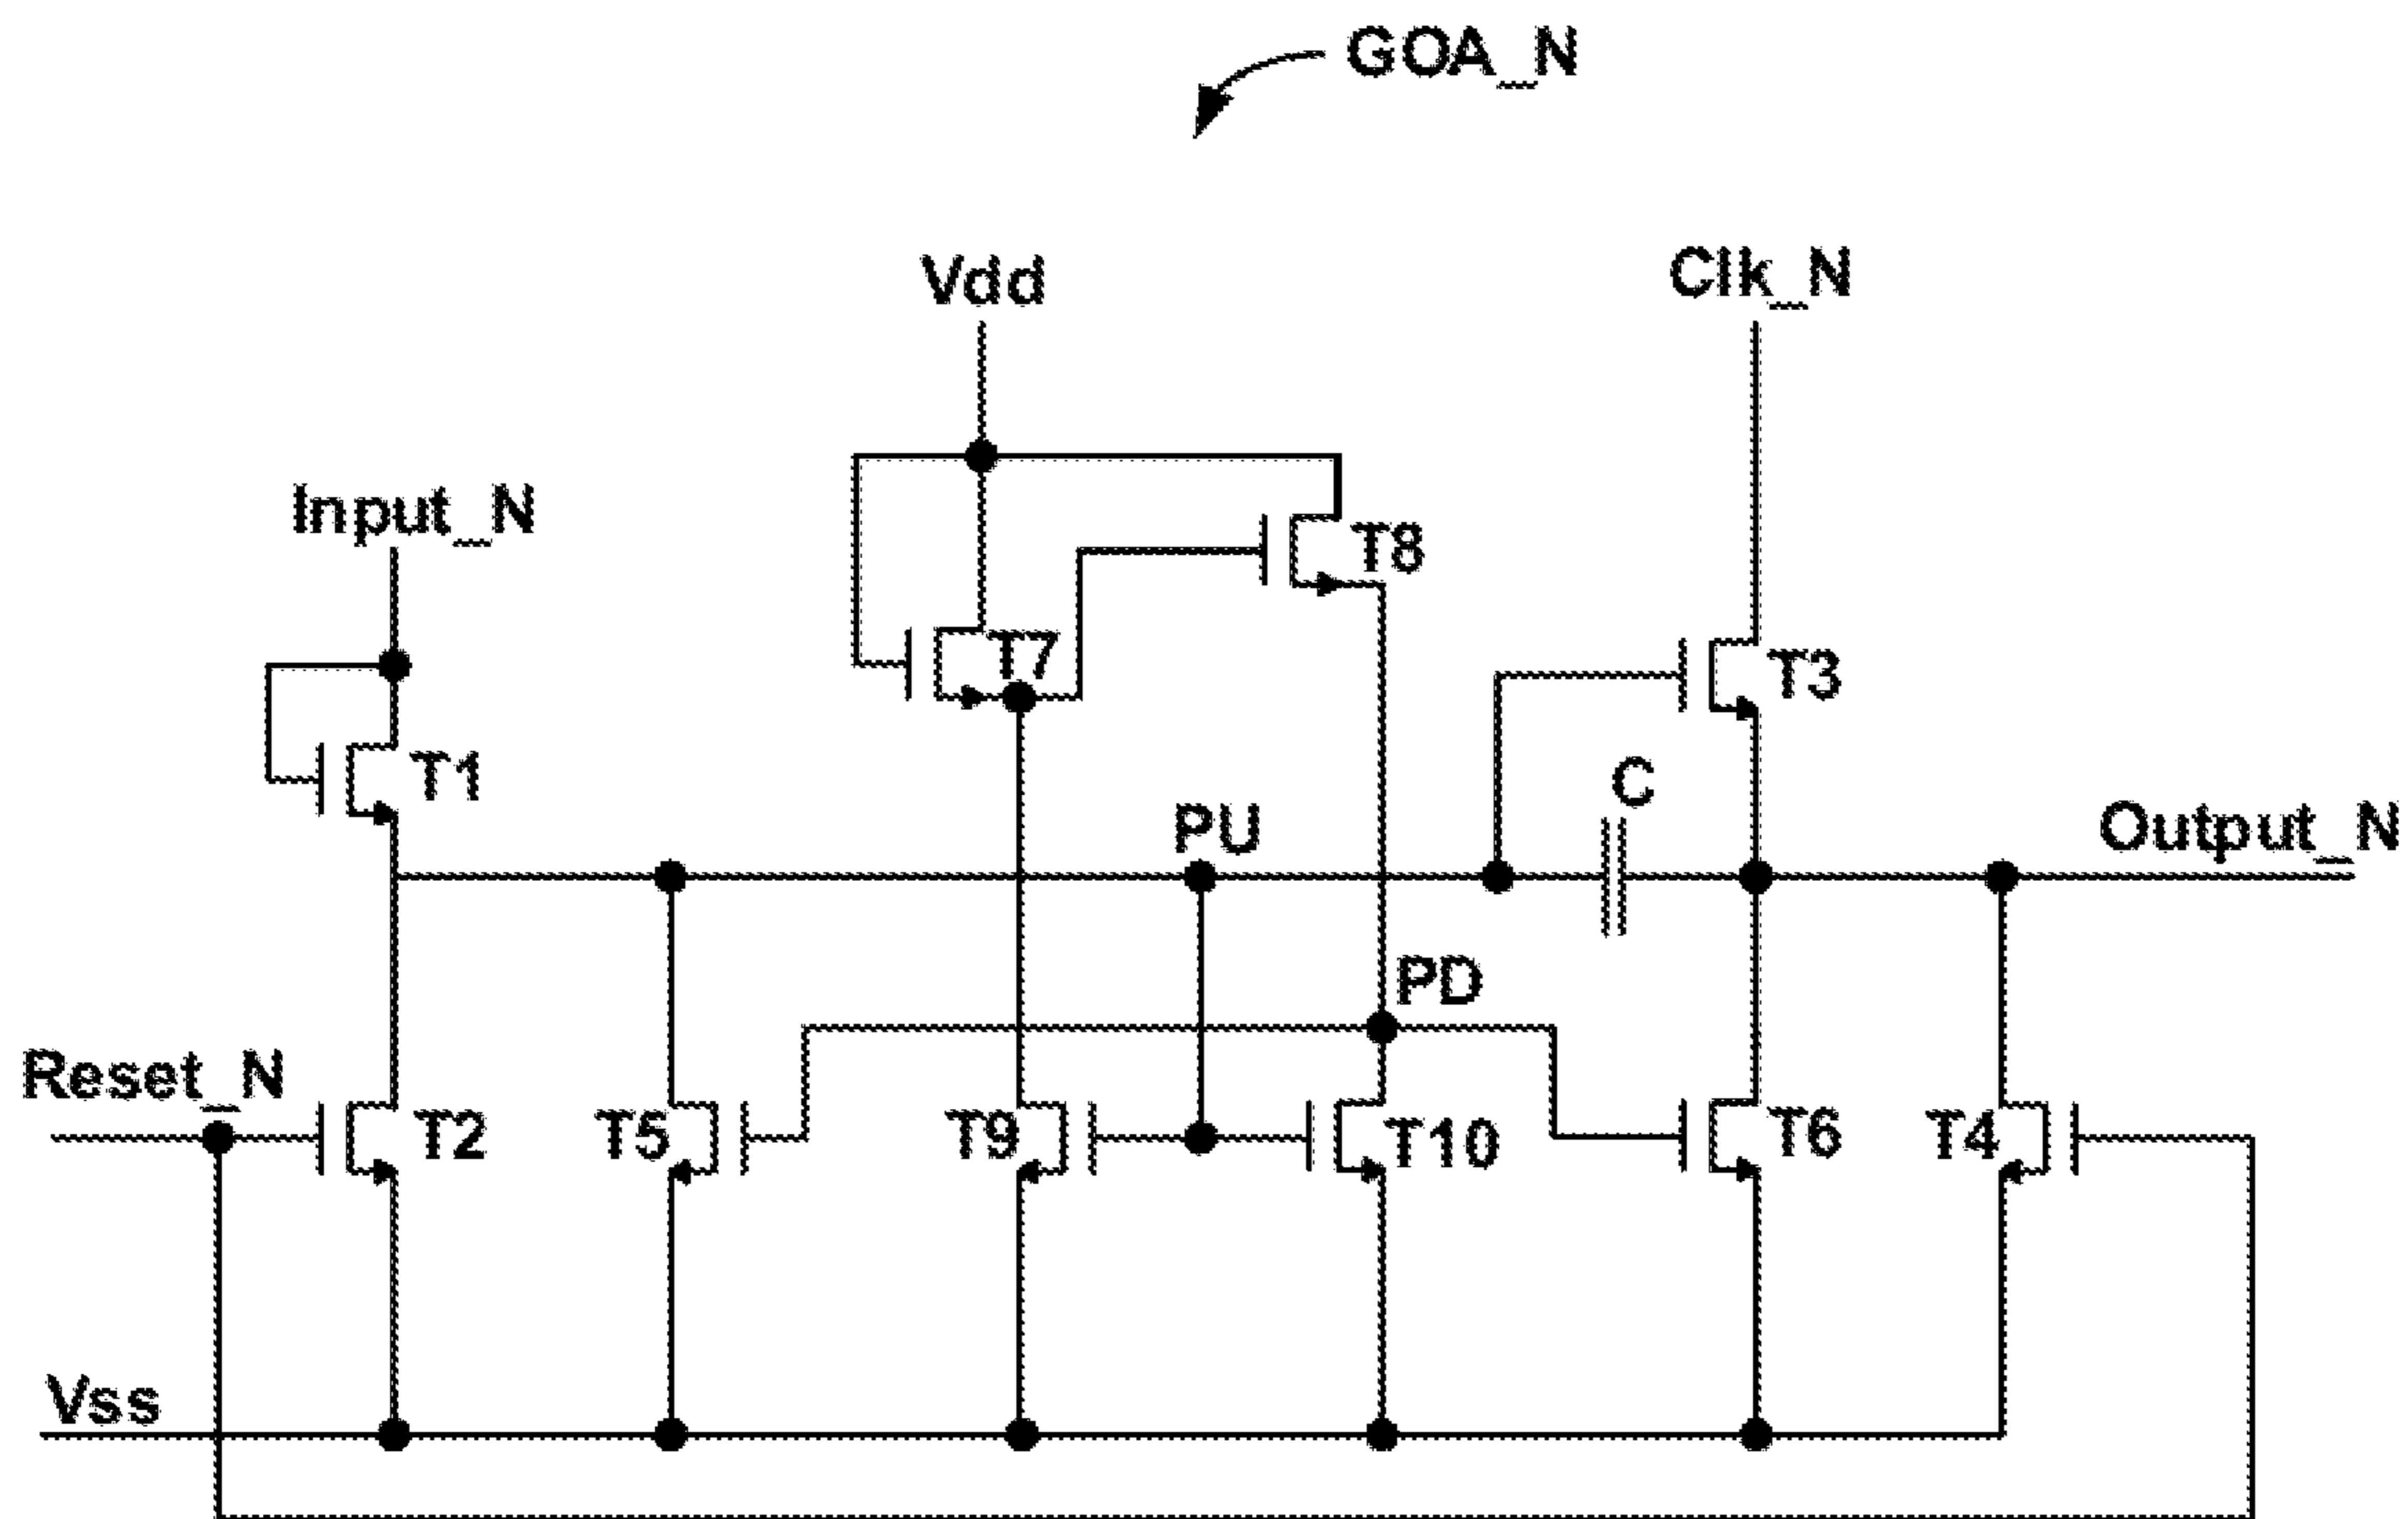 GOA_N
Vdd
Clk_N
Input_N
T8
T7
T3
T1
C
PU
Output_N
PD
Reset_N
T2
T5
T9
T10
T6
T4
Vss